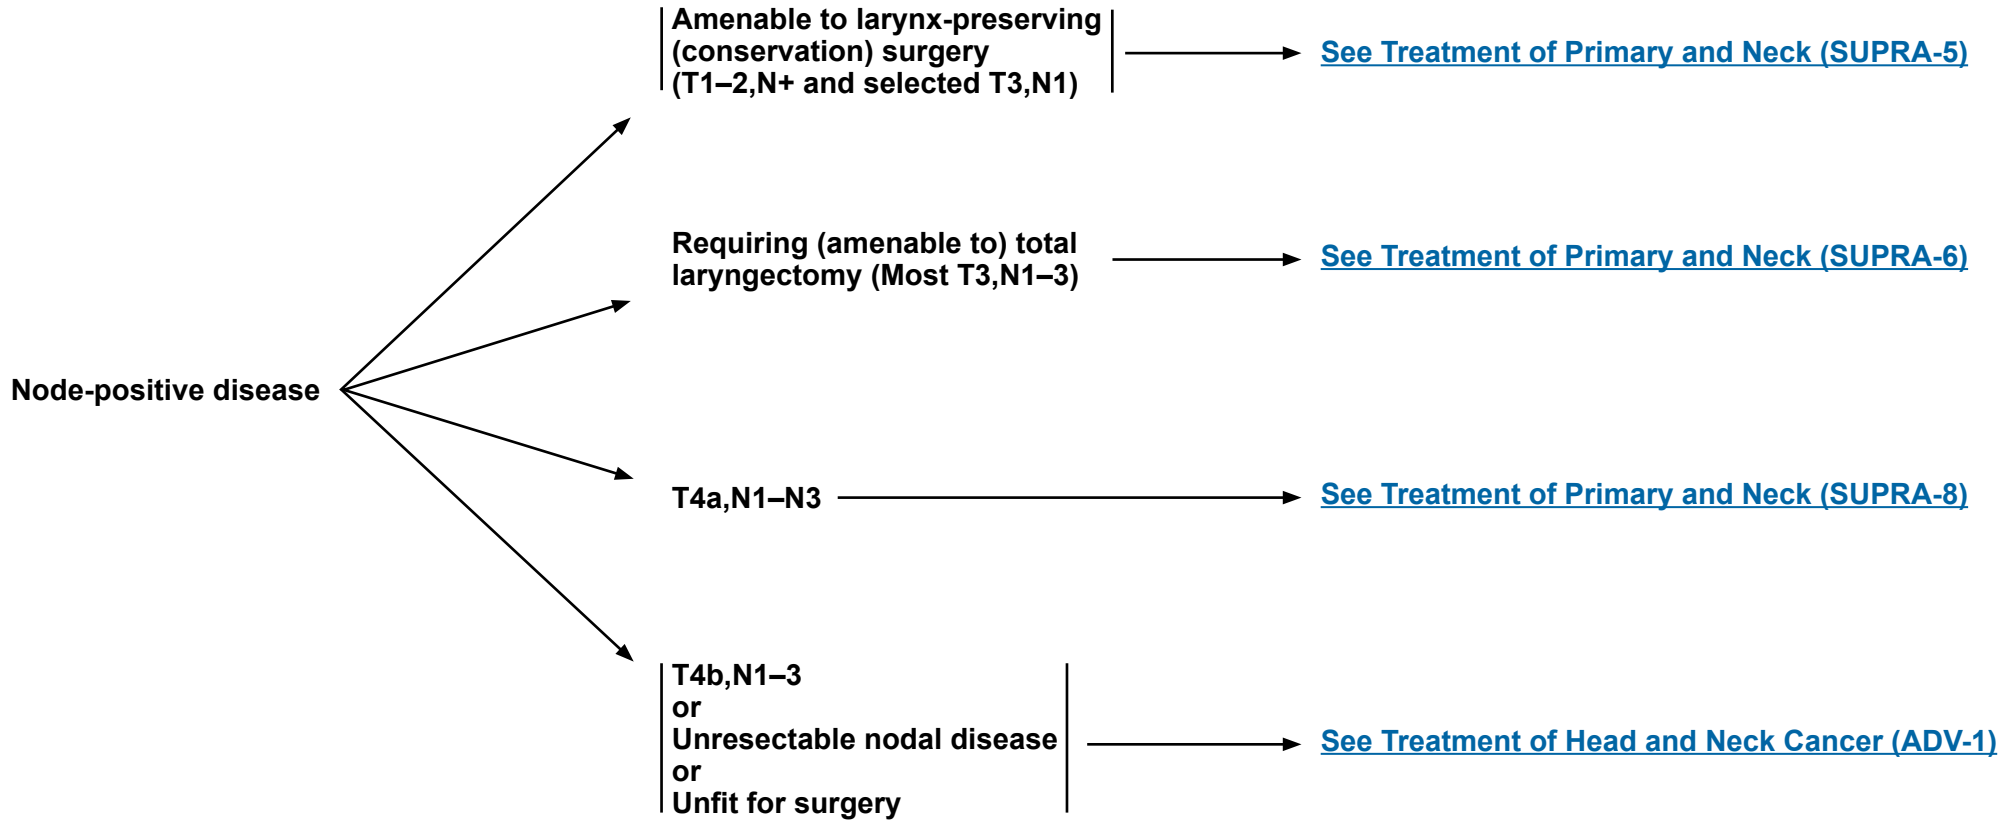 Amenable to larynx-preserving
(conservation) surgery
(T1–2,N+ and selected T3,N1)
See Treatment of Primary and Neck (SUPRA-5)
Requiring (amenable to) total
laryngectomy (Most T3,N1–3)
See Treatment of Primary and Neck (SUPRA-6)
Node-positive disease
T4a,N1–N3
See Treatment of Primary and Neck (SUPRA-8)
T4b,N1–3
or
Unresectable nodal disease
or
Unfit for surgery
See Treatment of Head and Neck Cancer (ADV-1)